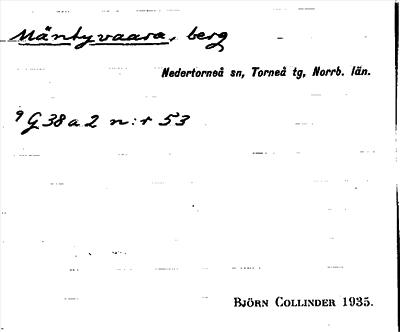 Mäntyvaara, berg
Nedertorneå sn, Torneå tg, Norrb. län.
9 G 38 a 2 n:r 53
Björn Collinder 1935.